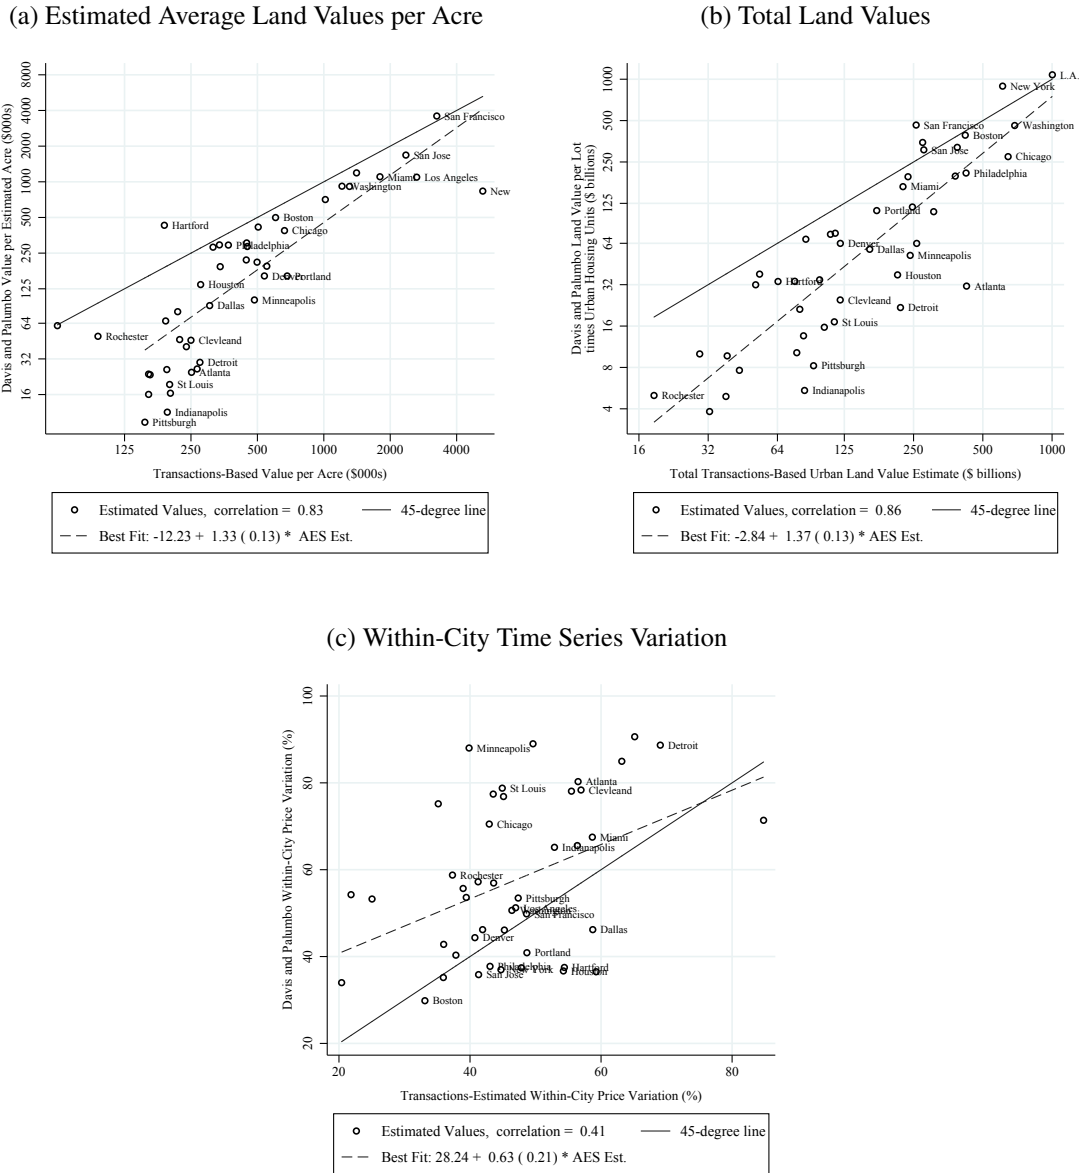 (a) Estimated Average Land Values per Acre
Davis and Palumbo Value per Estimated Acre ($000s)
8000
4000
2000
1000
500
250
125
64
32
16
San Francisco
San Jose
Miami
Los Angeles
Washington
New
Hartford
Boston
Chicago
Philadelphia
Denver
Portland
Houston
Minneapolis
Dallas
Rochester
Clevleand
Detroit
Atlanta
St Louis
Indianapolis
Pittsburgh
125 250 500 1000 2000 4000
Transactions-Based Value per Acre ($000s)
Estimated Values, correlation = 0.83 45-degree line
Best Fit: -12.23 + 1.33 ( 0.13) * AES Est.
(b) Total Land Values
Davis and Palumbo Land Value per Lot
times Urban Housing Units ($ billions)
1000
500
250
125
64
32
16
8
4
L.A.
New York
San Francisco
Washington
Boston
San Jose
Chicago
Philadelphia
Miami
Portland
Denver
Dallas
Minneapolis
Houston
Hartford
Atlanta
Clevleand
Detroit
St Louis
Pittsburgh
Indianapolis
Rochester
16 32 64 125 250 500 1000
Total Transactions-Based Urban Land Value Estimate ($ billions)
Estimated Values, correlation = 0.86 45-degree line
Best Fit: -2.84 + 1.37 ( 0.13) * AES Est.
(c) Within-City Time Series Variation
Davis and Palumbo Within-City Price Variation (%)
100
80
60
40
20
Minneapolis
Detroit
Atlanta
St Louis
Clevleand
Chicago
Miami
Indianapolis
Rochester
Pittsburgh
Los Angeles
Washington
San Francisco
Dallas
Denver
Portland
Philadelphia
New York
Hartford
Houston
San Jose
Boston
20 40 60 80
Transactions-Estimated Within-City Price Variation (%)
Estimated Values, correlation = 0.41 45-degree line
Best Fit: 28.24 + 0.63 ( 0.21) * AES Est.